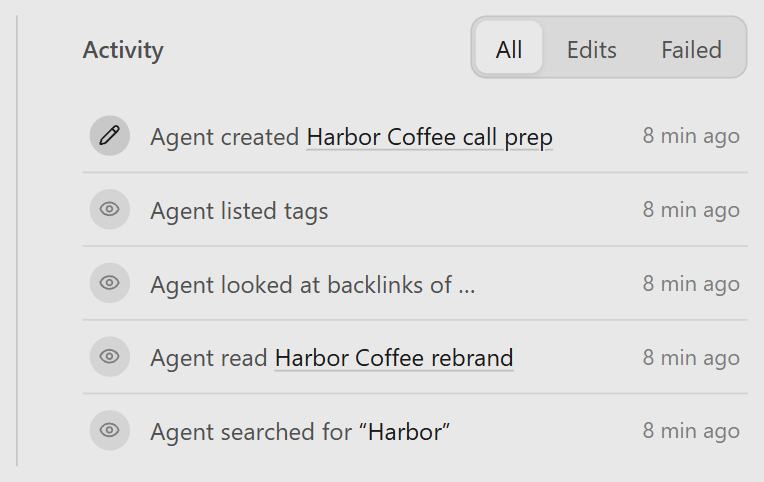 Activity All Edits Failed
Agent created Harbor Coffee call prep 8 min ago
Agent listed tags 8 min ago
Agent looked at backlinks of ... 8 min ago
Agent read Harbor Coffee rebrand 8 min ago
Agent searched for “Harbor” 8 min ago